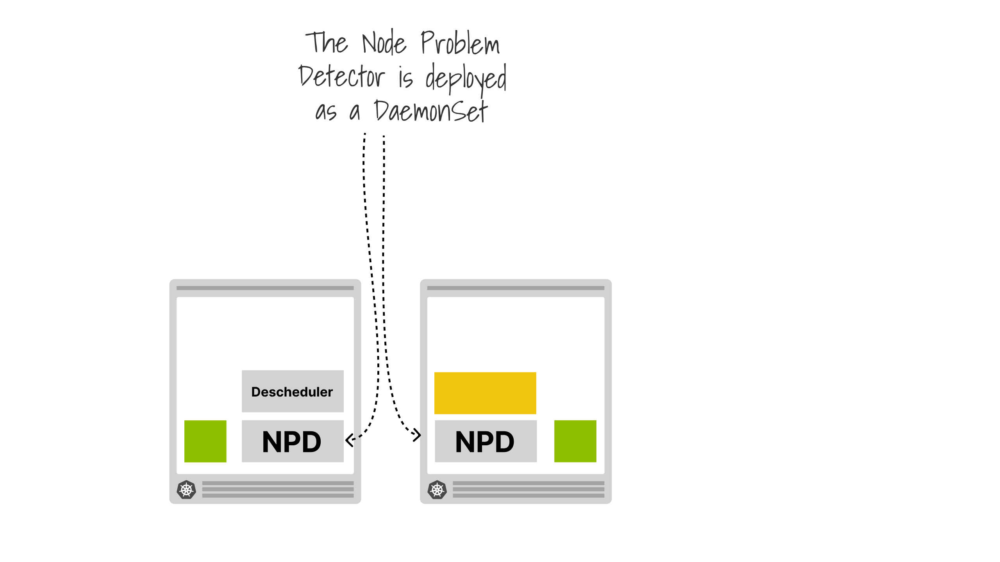 The Node Problem
Detector is deployed
as a DaemonSet
Descheduler
NPD
NPD